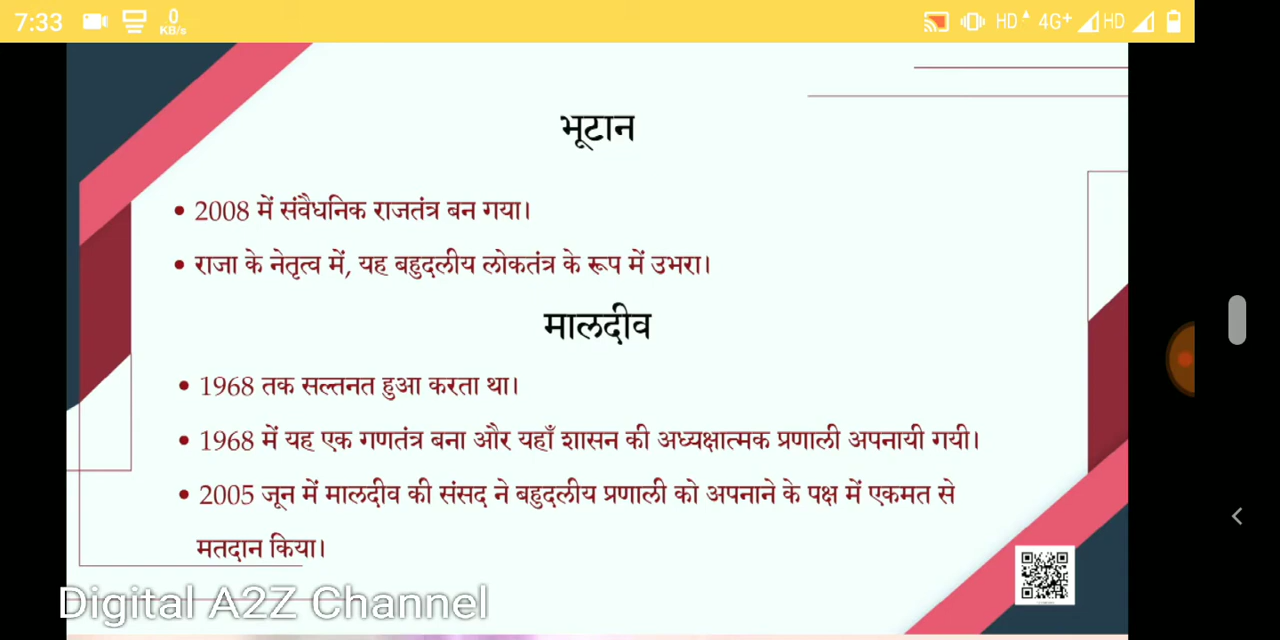 7:33 0 KB/s HD 4G+ HD
भूटान
• 2008 में संवैधनिक राजतंत्र बन गया।
• राजा के नेतृत्व में, यह बहुदलीय लोकतंत्र के रूप में उभरा।
मालदीव
• 1968 तक सल्तनत हुआ करता था।
• 1968 में यह एक गणतंत्र बना और यहाँ शासन की अध्यक्षात्मक प्रणाली अपनायी गयी।
• 2005 जून में मालदीव की संसद ने बहुदलीय प्रणाली को अपनाने के पक्ष में एकमत से
मतदान किया।
Digital A2Z Channel